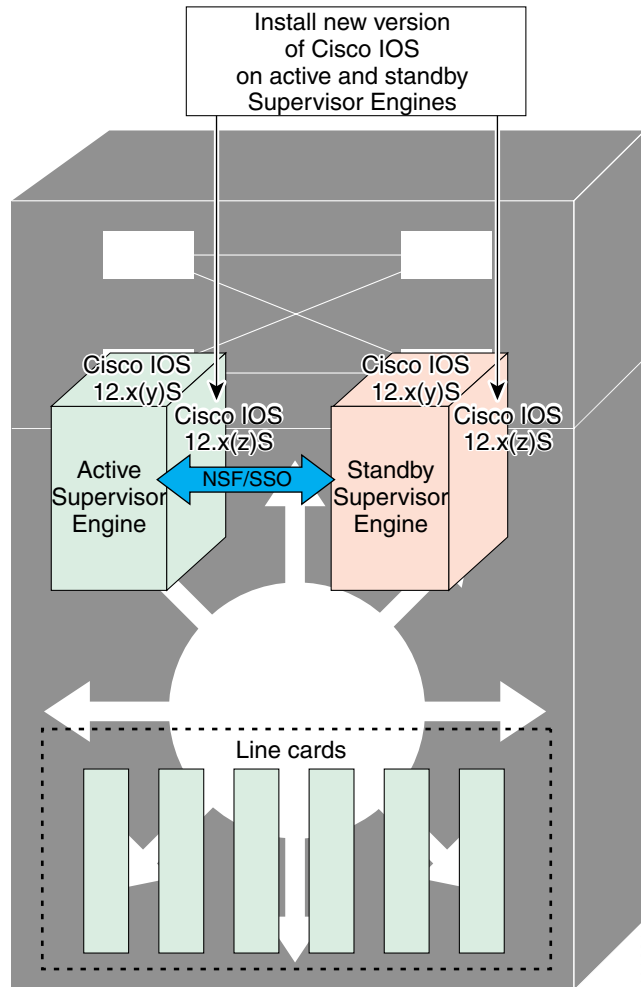 Install new version
of Cisco IOS
on active and standby
Supervisor Engines
Cisco IOS
12.x(y)S
Cisco IOS
12.x(z)S
Cisco IOS
12.x(y)S
Cisco IOS
12.x(z)S
Active
Supervisor
Engine
NSF/SSO
Standby
Supervisor
Engine
Line cards